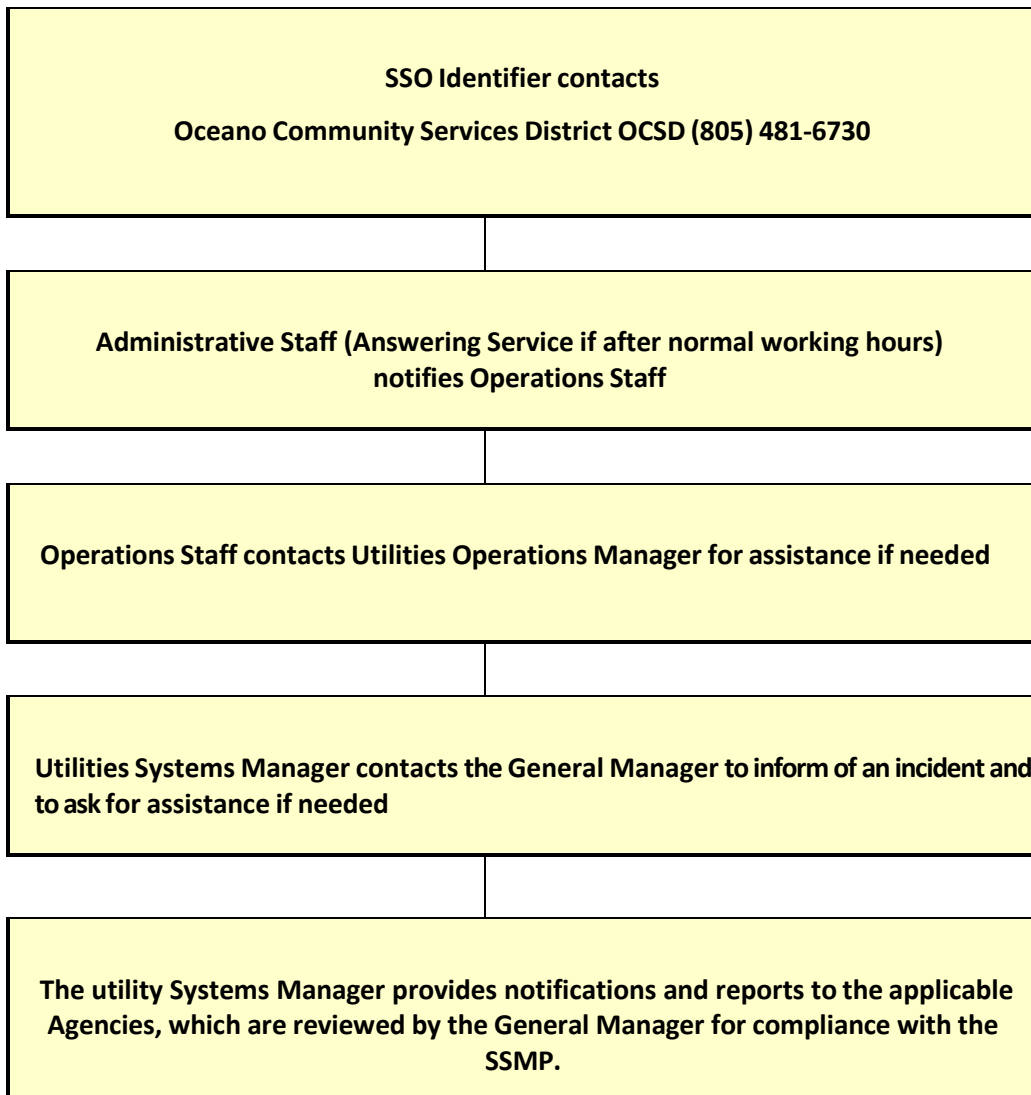 SSO Identifier contacts
Oceano Community Services District OCSD (805) 481-6730
Administrative Staff (Answering Service if after normal working hours)
notifies Operations Staff
Operations Staff contacts Utilities Operations Manager for assistance if needed
Utilities Systems Manager contacts the General Manager to inform of an incident and
to ask for assistance if needed
The utility Systems Manager provides notifications and reports to the applicable
Agencies, which are reviewed by the General Manager for compliance with the
SSMP.